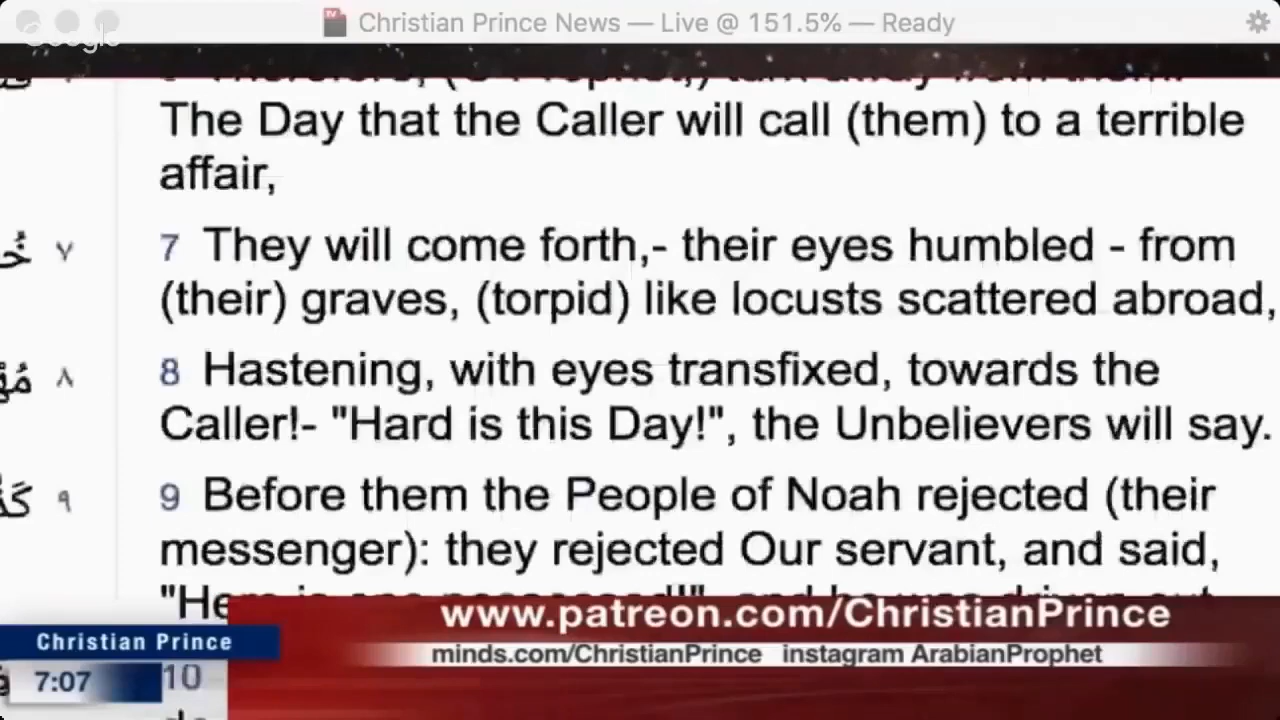 Christian Prince News — Live @ 151.5% — Ready
Google
The Day that the Caller will call (them) to a terrible
affair,
٧
7 They will come forth,- their eyes humbled - from
(their) graves, (torpid) like locusts scattered abroad,
٨
8 Hastening, with eyes transfixed, towards the
Caller!- "Hard is this Day!", the Unbelievers will say.
٩
9 Before them the People of Noah rejected (their
messenger): they rejected Our servant, and said,
www.patreon.com/ChristianPrince
Christian Prince
minds.com/ChristianPrince instagram ArabianProphet
7:07
10